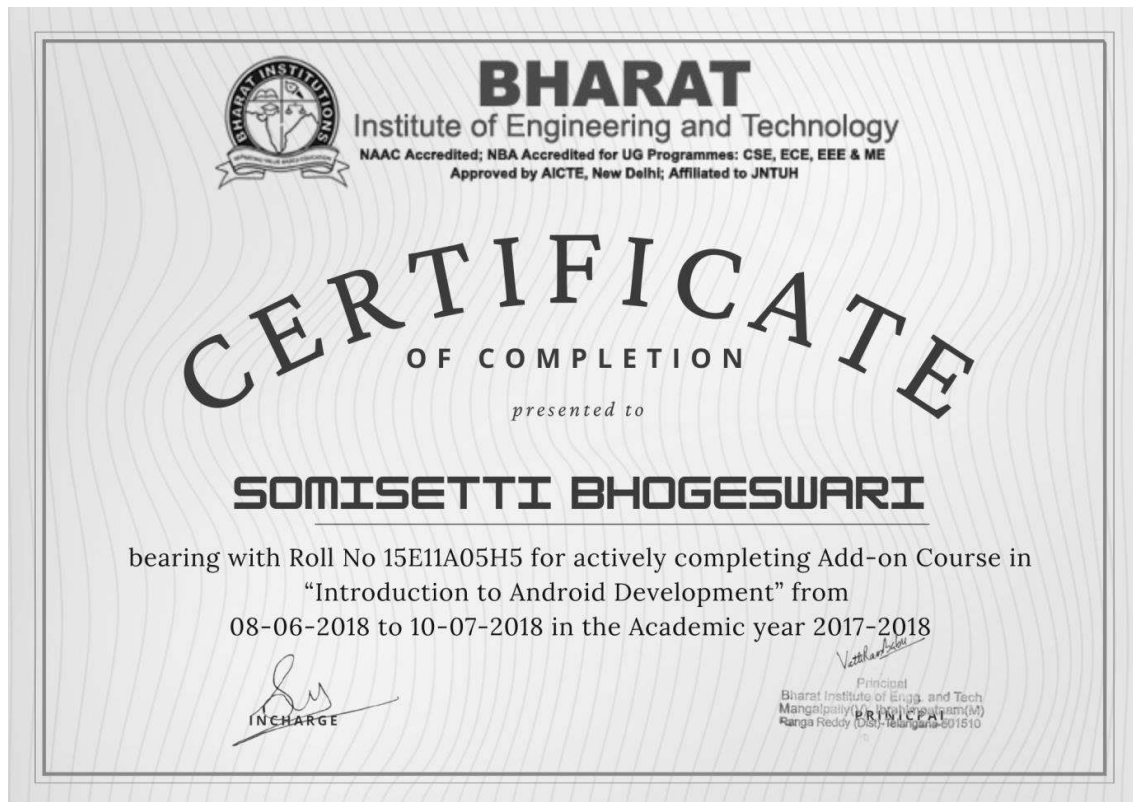 BHARAT INSTITUTIONS
BHARAT
Institute of Engineering and Technology
NAAC Accredited; NBA Accredited for UG Programmes: CSE, ECE, EEE & ME
Approved by AICTE, New Delhi; Affiliated to JNTUH
CERTIFICATE
OF COMPLETION
presented to
SOMISETTI BHOGESWARI
bearing with Roll No 15E11A05H5 for actively completing Add-on Course in
“Introduction to Android Development” from
08-06-2018 to 10-07-2018 in the Academic year 2017-2018
INCHARGE
Principal
Bharat Institute of Engg. and Tech
Mangalpally(V), Ibrahimpatnam(M)
Ranga Reddy (Dist)-Telangana-501510
PRINICPAL